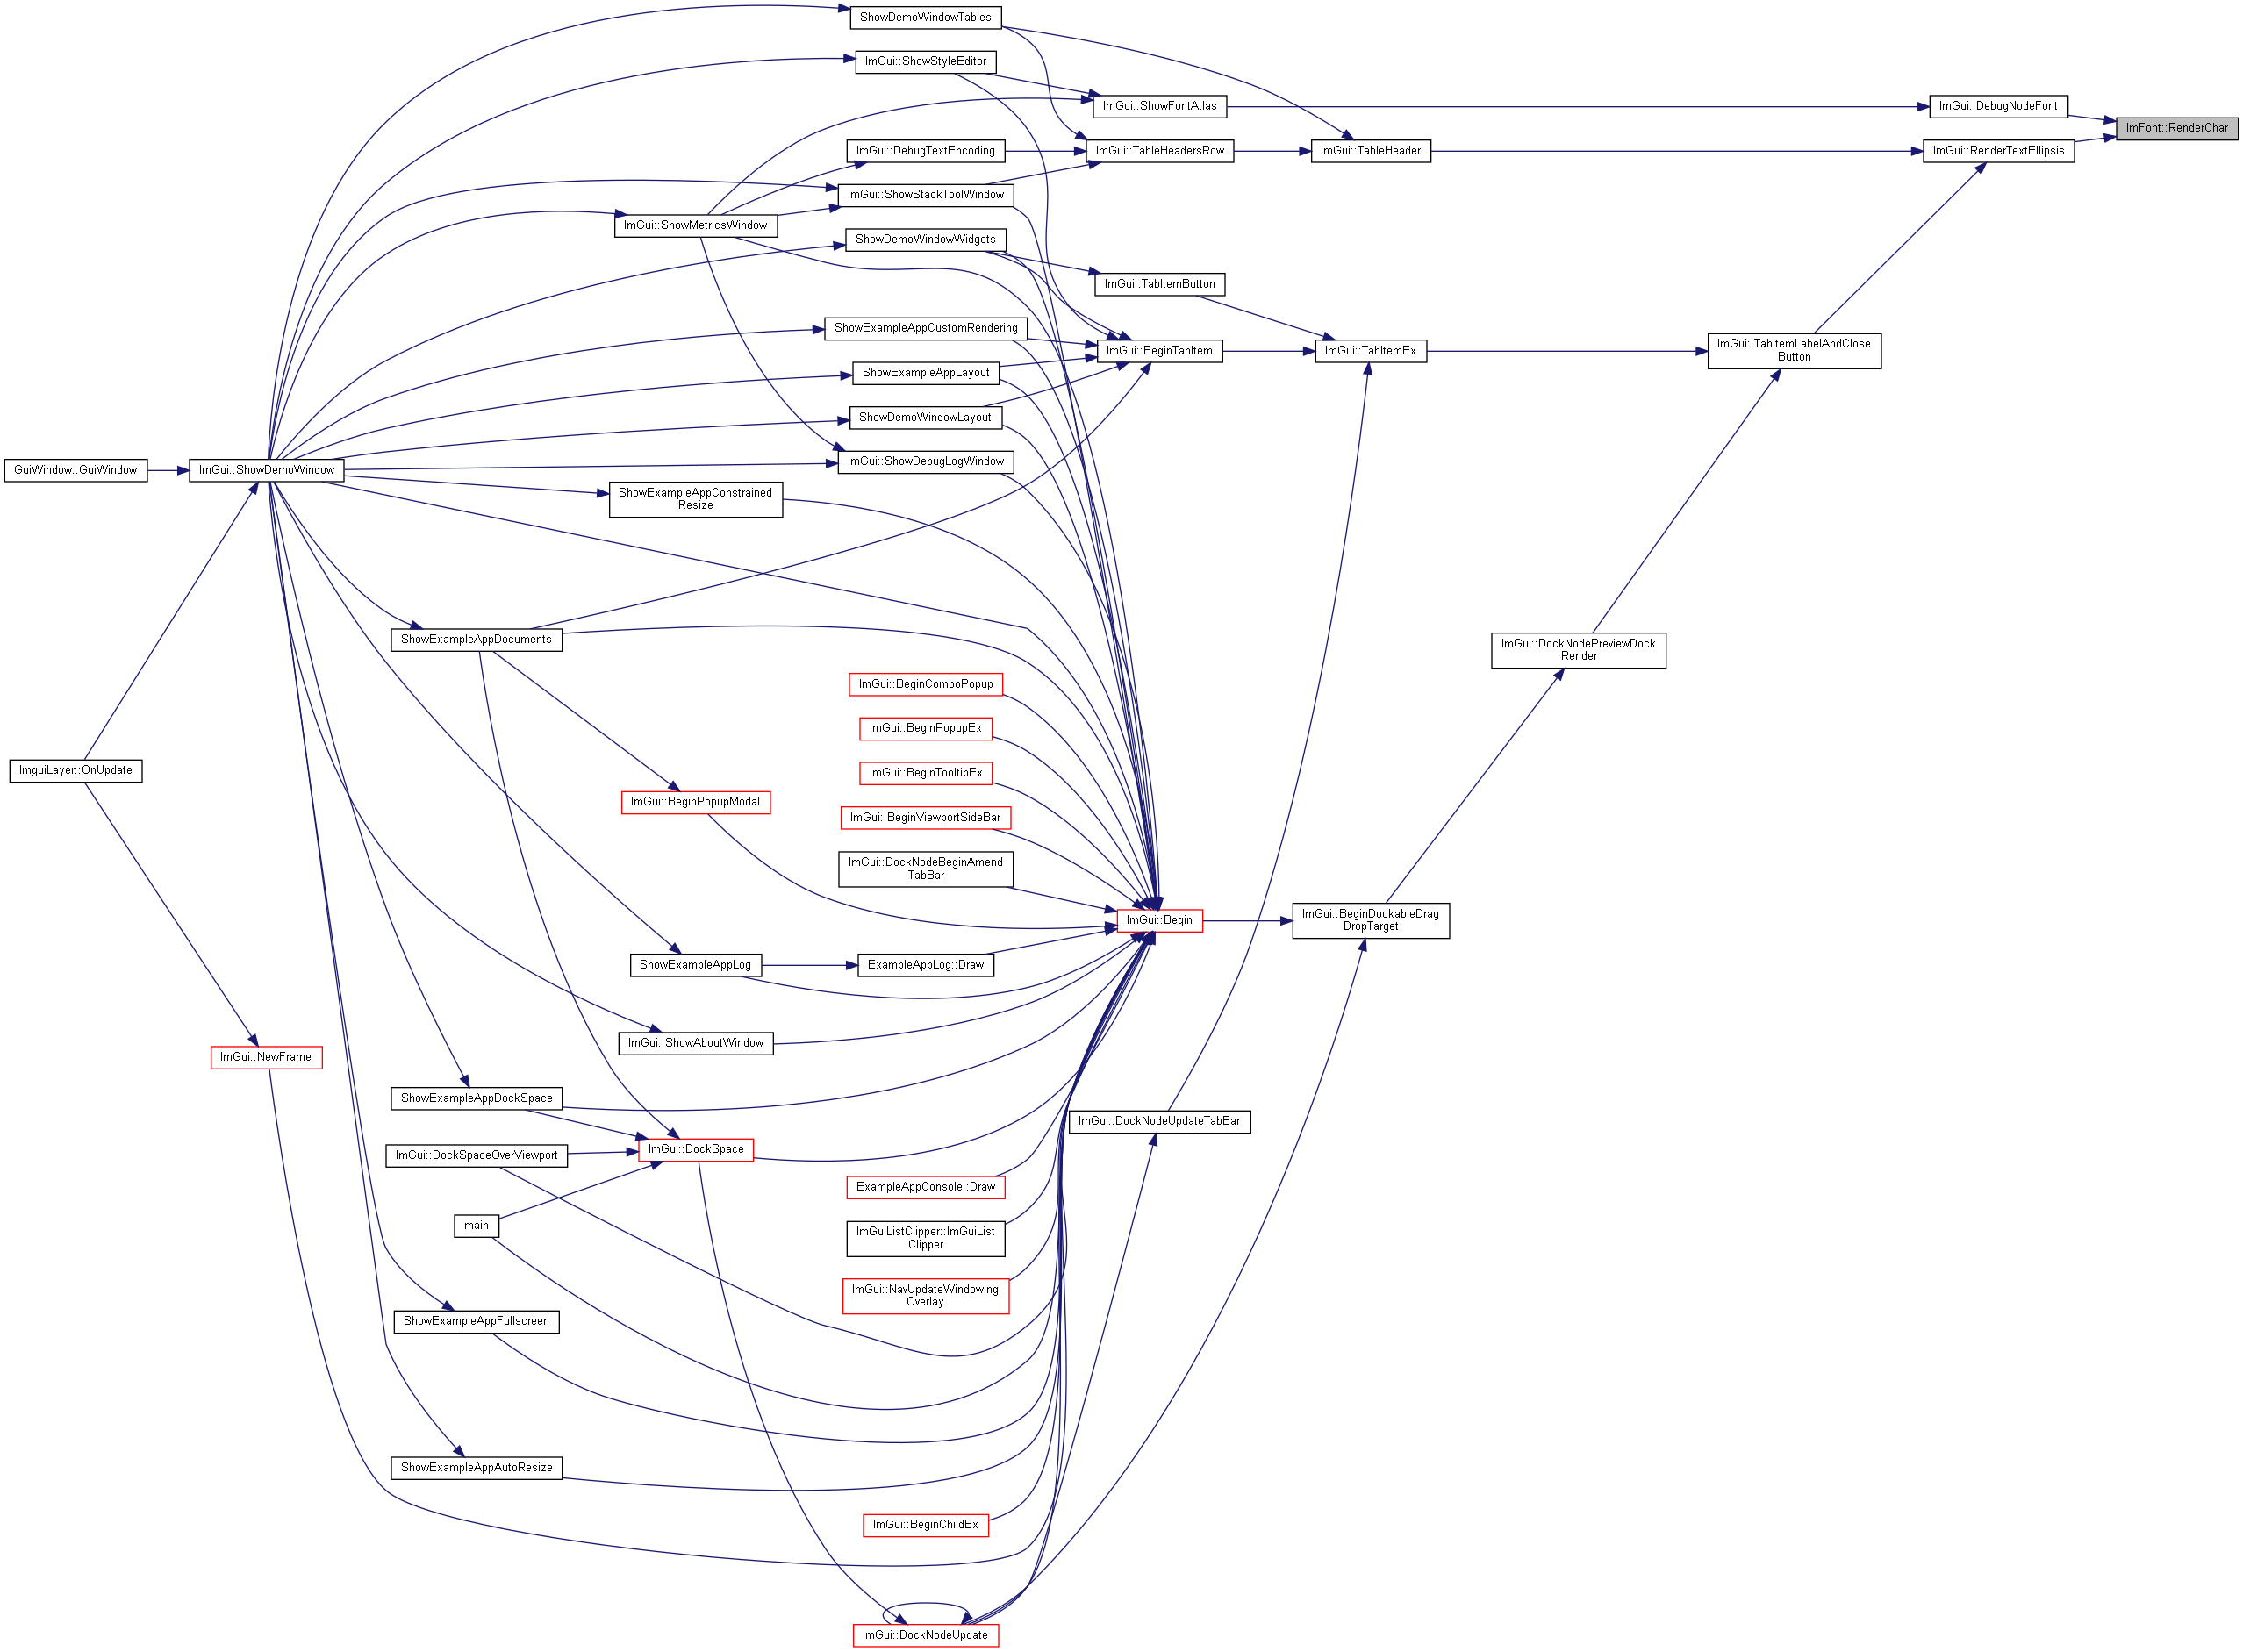 ShowDemoWindowTables
ImGui::ShowStyleEditor
ImGui::ShowFontAtlas
ImGui::DebugNodeFont
ImFont::RenderChar
ImGui::DebugTextEncoding
ImGui::TableHeadersRow
ImGui::TableHeader
ImGui::RenderTextEllipsis
ImGui::ShowStackToolWindow
ImGui::ShowMetricsWindow
ShowDemoWindowWidgets
ImGui::TabItemButton
ShowExampleAppCustomRendering
ImGui::BeginTabItem
ImGui::TabItemEx
ImGui::TabItemLabelAndClose
Button
ShowExampleAppLayout
ShowDemoWindowLayout
ImGui::ShowDebugLogWindow
GuiWindow::GuiWindow
ImGui::ShowDemoWindow
ShowExampleAppConstrained
Resize
ShowExampleAppDocuments
ImGui::DockNodePreviewDock
Render
ImGui::BeginComboPopup
ImGui::BeginPopupEx
ImguiLayer::OnUpdate
ImGui::BeginTooltipEx
ImGui::BeginPopupModal
ImGui::BeginViewportSideBar
ImGui::DockNodeBeginAmend
TabBar
ImGui::Begin
ImGui::BeginDockableDrag
DropTarget
ShowExampleAppLog
ExampleAppLog::Draw
ImGui::ShowAboutWindow
ImGui::NewFrame
ShowExampleAppDockSpace
ImGui::DockNodeUpdateTabBar
ImGui::DockSpaceOverViewport
ImGui::DockSpace
ExampleAppConsole::Draw
main
ImGuiListClipper::ImGuiList
Clipper
ImGui::NavUpdateWindowing
Overlay
ShowExampleAppFullscreen
ShowExampleAppAutoResize
ImGui::BeginChildEx
ImGui::DockNodeUpdate